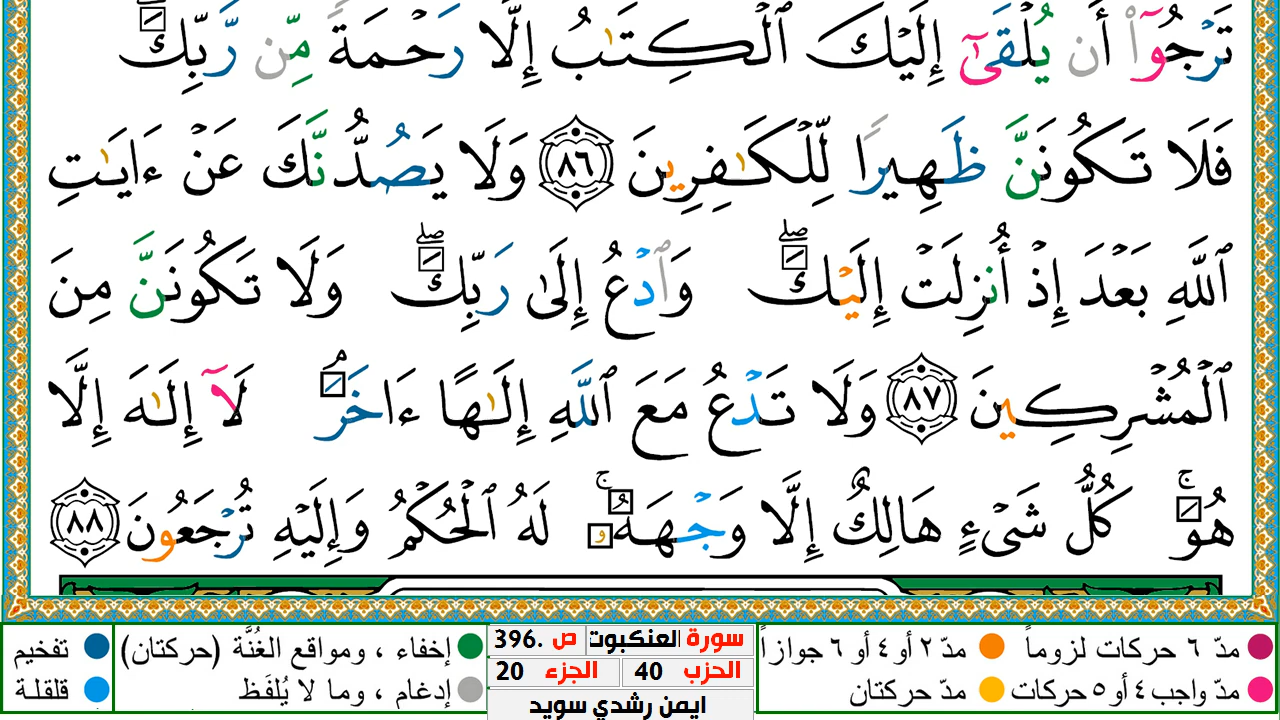 تَرْجُوٓا۟ أَن يُلْقَىٰٓ إِلَيْكَ ٱلْكِتَـٰبُ إِلَّا رَحْمَةً مِّن رَّبِّكَ ۖ
فَلَا تَكُونَنَّ ظَهِيرًا لِّلْكَـٰفِرِينَ ٨٦ وَلَا يَصُدُّنَّكَ عَنْ ءَايَـٰتِ
ٱللَّهِ بَعْدَ إِذْ أُنزِلَتْ إِلَيْكَ ۖ وَٱدْعُ إِلَىٰ رَبِّكَ ۖ وَلَا تَكُونَنَّ مِنَ
ٱلْمُشْرِكِينَ ٨٧ وَلَا تَدْعُ مَعَ ٱللَّهِ إِلَـٰهًا ءَاخَرَ ۘ لَآ إِلَـٰهَ إِلَّا
هُوَ ۚ كُلُّ شَىْءٍ هَالِكٌ إِلَّا وَجْهَهُۥ ۚ لَهُ ٱلْحُكْمُ وَإِلَيْهِ تُرْجَعُونَ ٨٨
مدّ ٦ حركات لزوماً مدّ ٢ أو ٤ أو ٦ جوازاً
مدّ واجب ٤ أو ٥ حركات مدّ حركتان
سورة العنكبوت ص .396
الحزب 40 الجزء 20
ايمن رشدي سويد
إخفاء ، ومواقع الغُنَّة (حركتان) تفخيم
إدغام ، وما لا يُلفَظ قلقلة